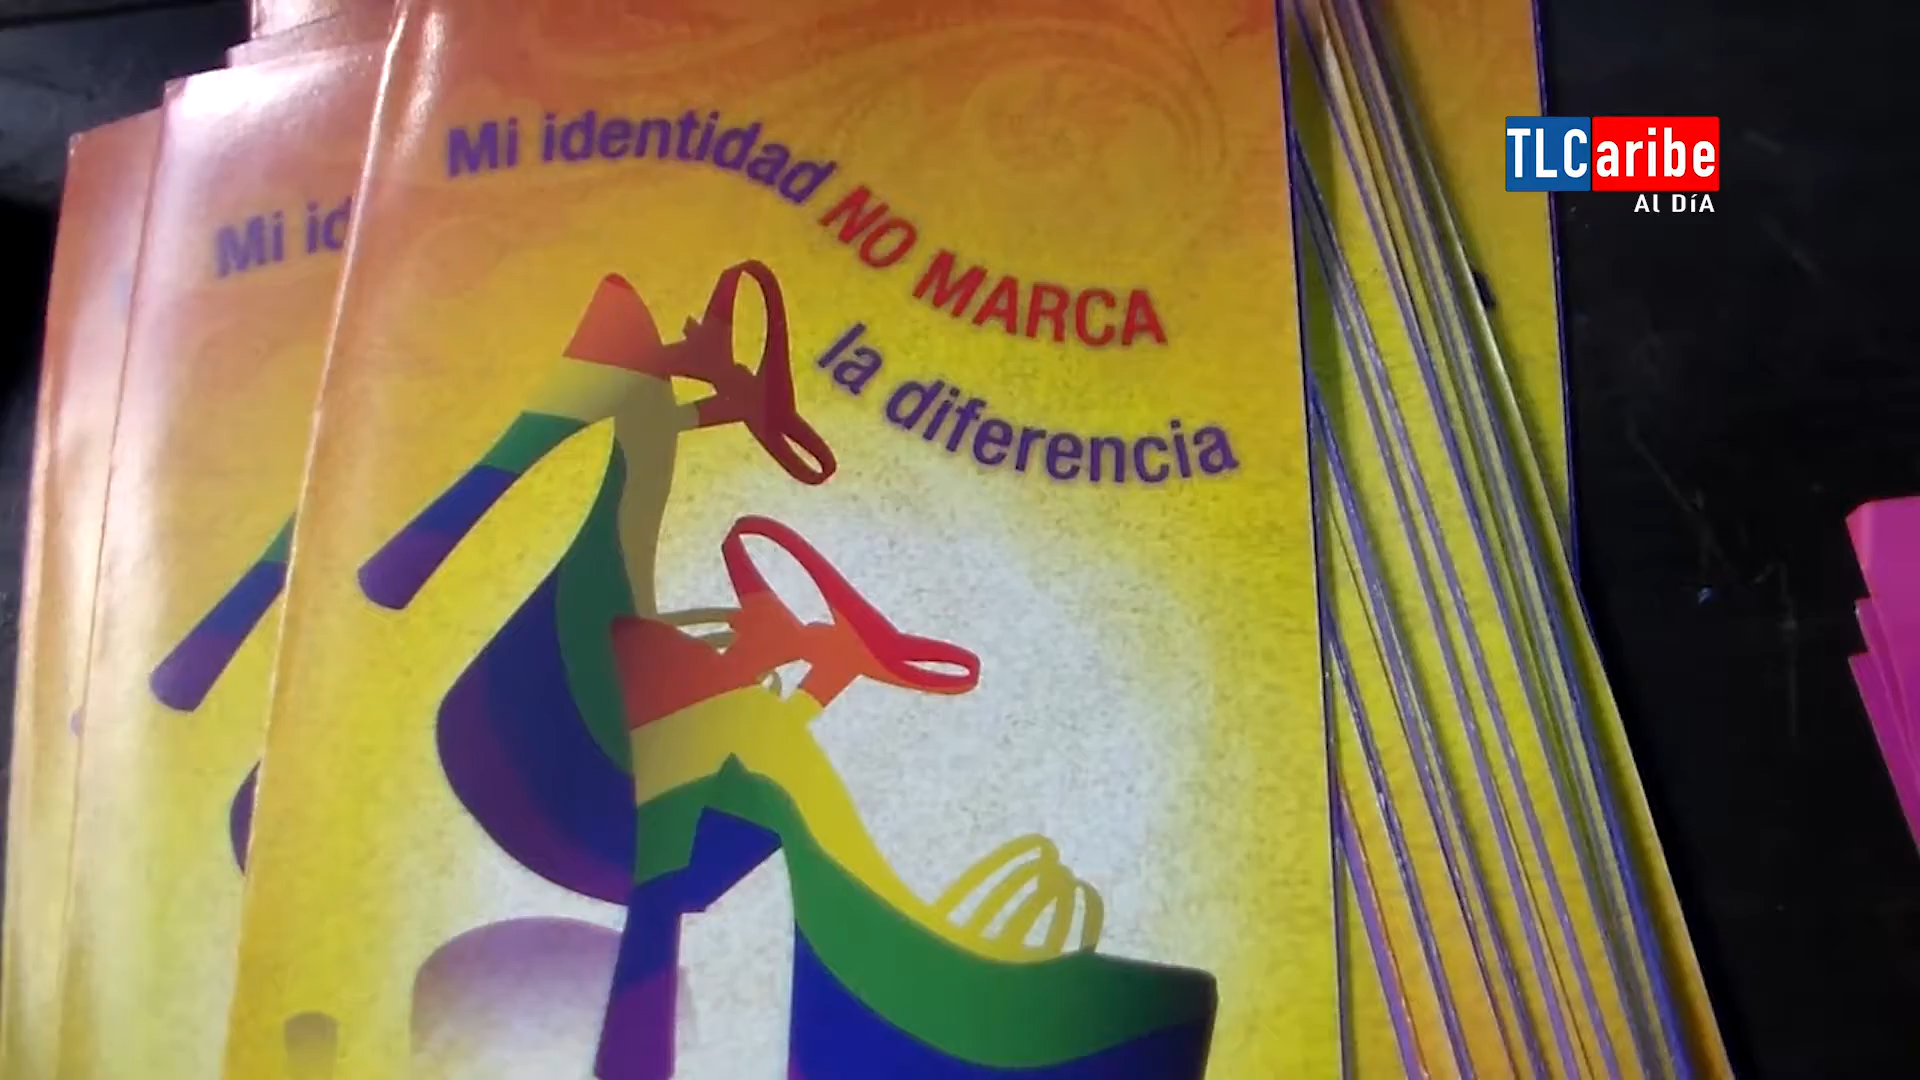 Mi identidad NO MARCA
la diferencia
Mi id
TLCaribe
Al DíA